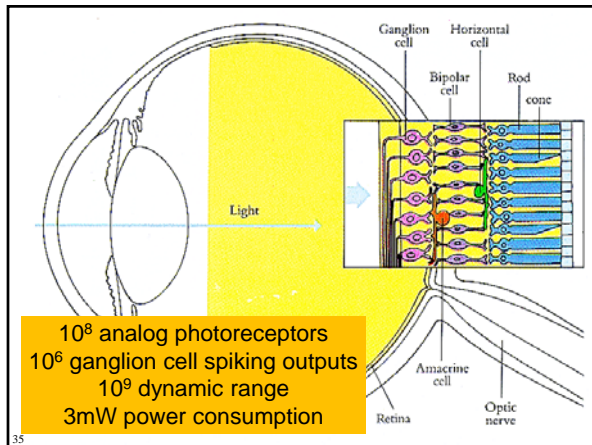 Ganglion cell
Horizontal cell
Bipolar cell
Rod
cone
Light
10⁸ analog photoreceptors
10⁶ ganglion cell spiking outputs
10⁹ dynamic range
3mW power consumption
Amacrine cell
Retina
Optic nerve
35